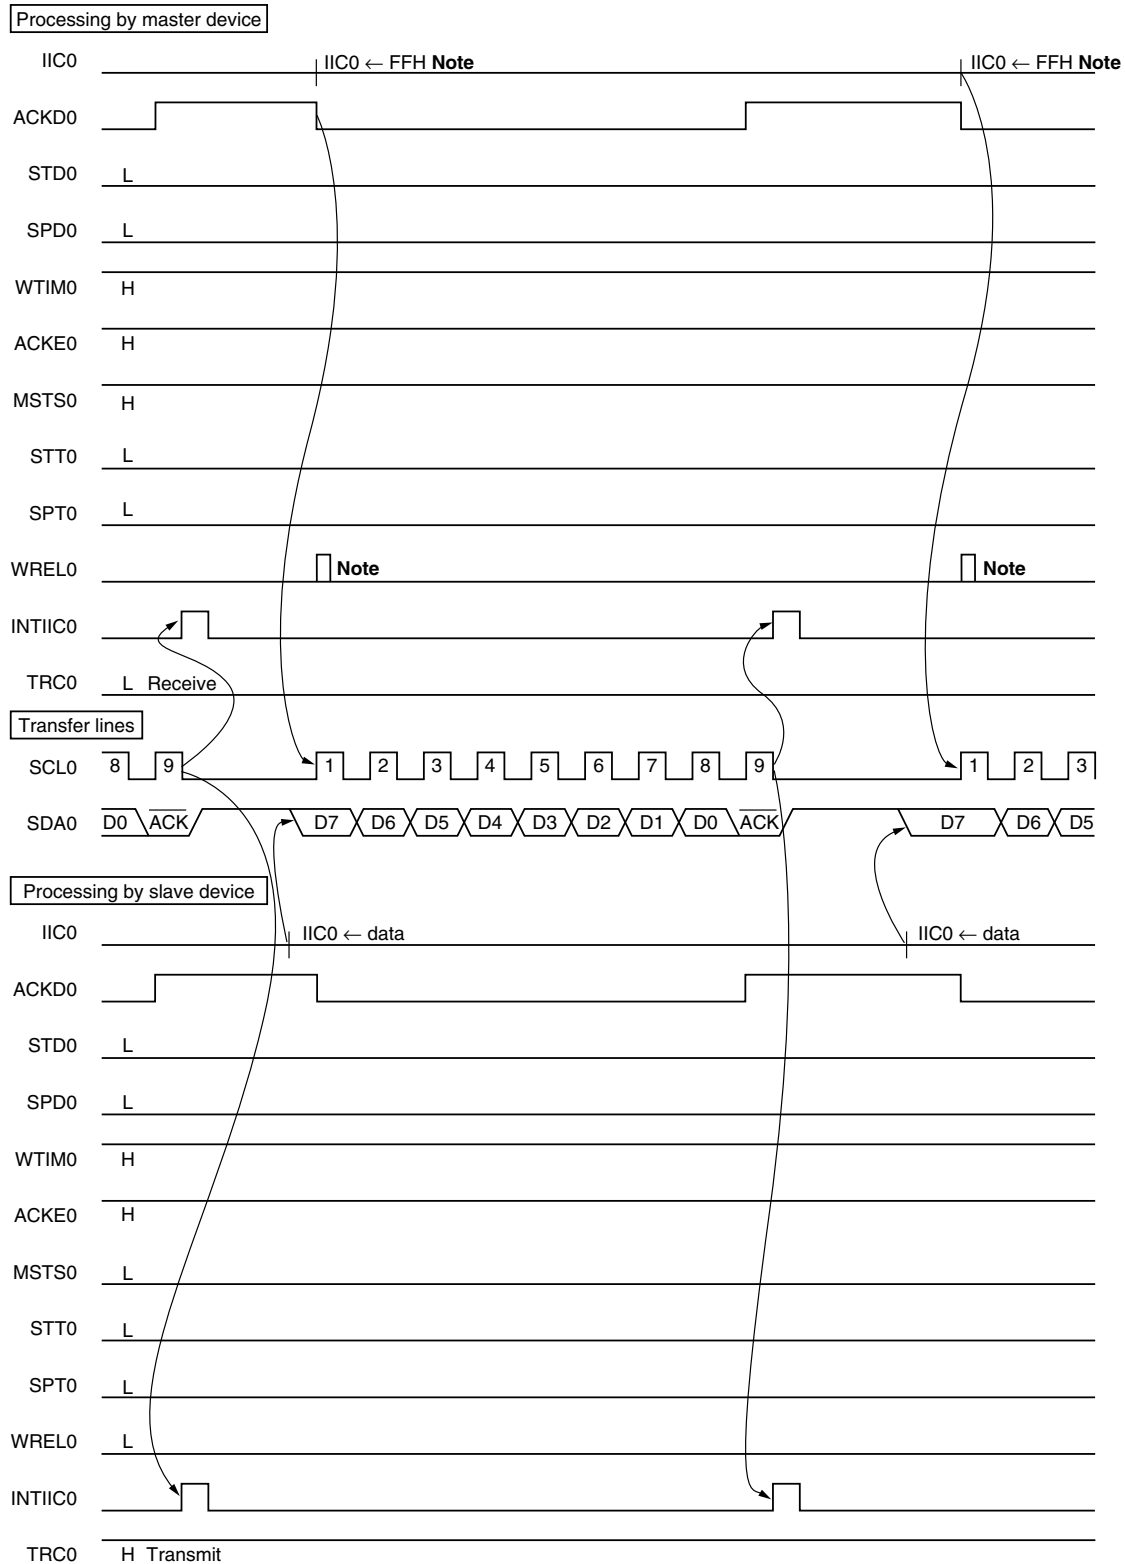 Processing by master device
IIC0 IIC0 ← FFH Note IIC0 ← FFH Note
ACKD0
STD0 L
SPD0 L
WTIM0 H
ACKE0 H
MSTS0 H
STT0 L
SPT0 L
WREL0 Note Note
INTIIC0
TRC0 L Receive
Transfer lines
SCL0 8 9 1 2 3 4 5 6 7 8 9 1 2 3
SDA0 D0 ACK D7 D6 D5 D4 D3 D2 D1 D0 ACK D7 D6 D5
Processing by slave device
IIC0 IIC0 ← data IIC0 ← data
ACKD0
STD0 L
SPD0 L
WTIM0 H
ACKE0 H
MSTS0 L
STT0 L
SPT0 L
WREL0 L
INTIIC0
TRC0 H Transmit